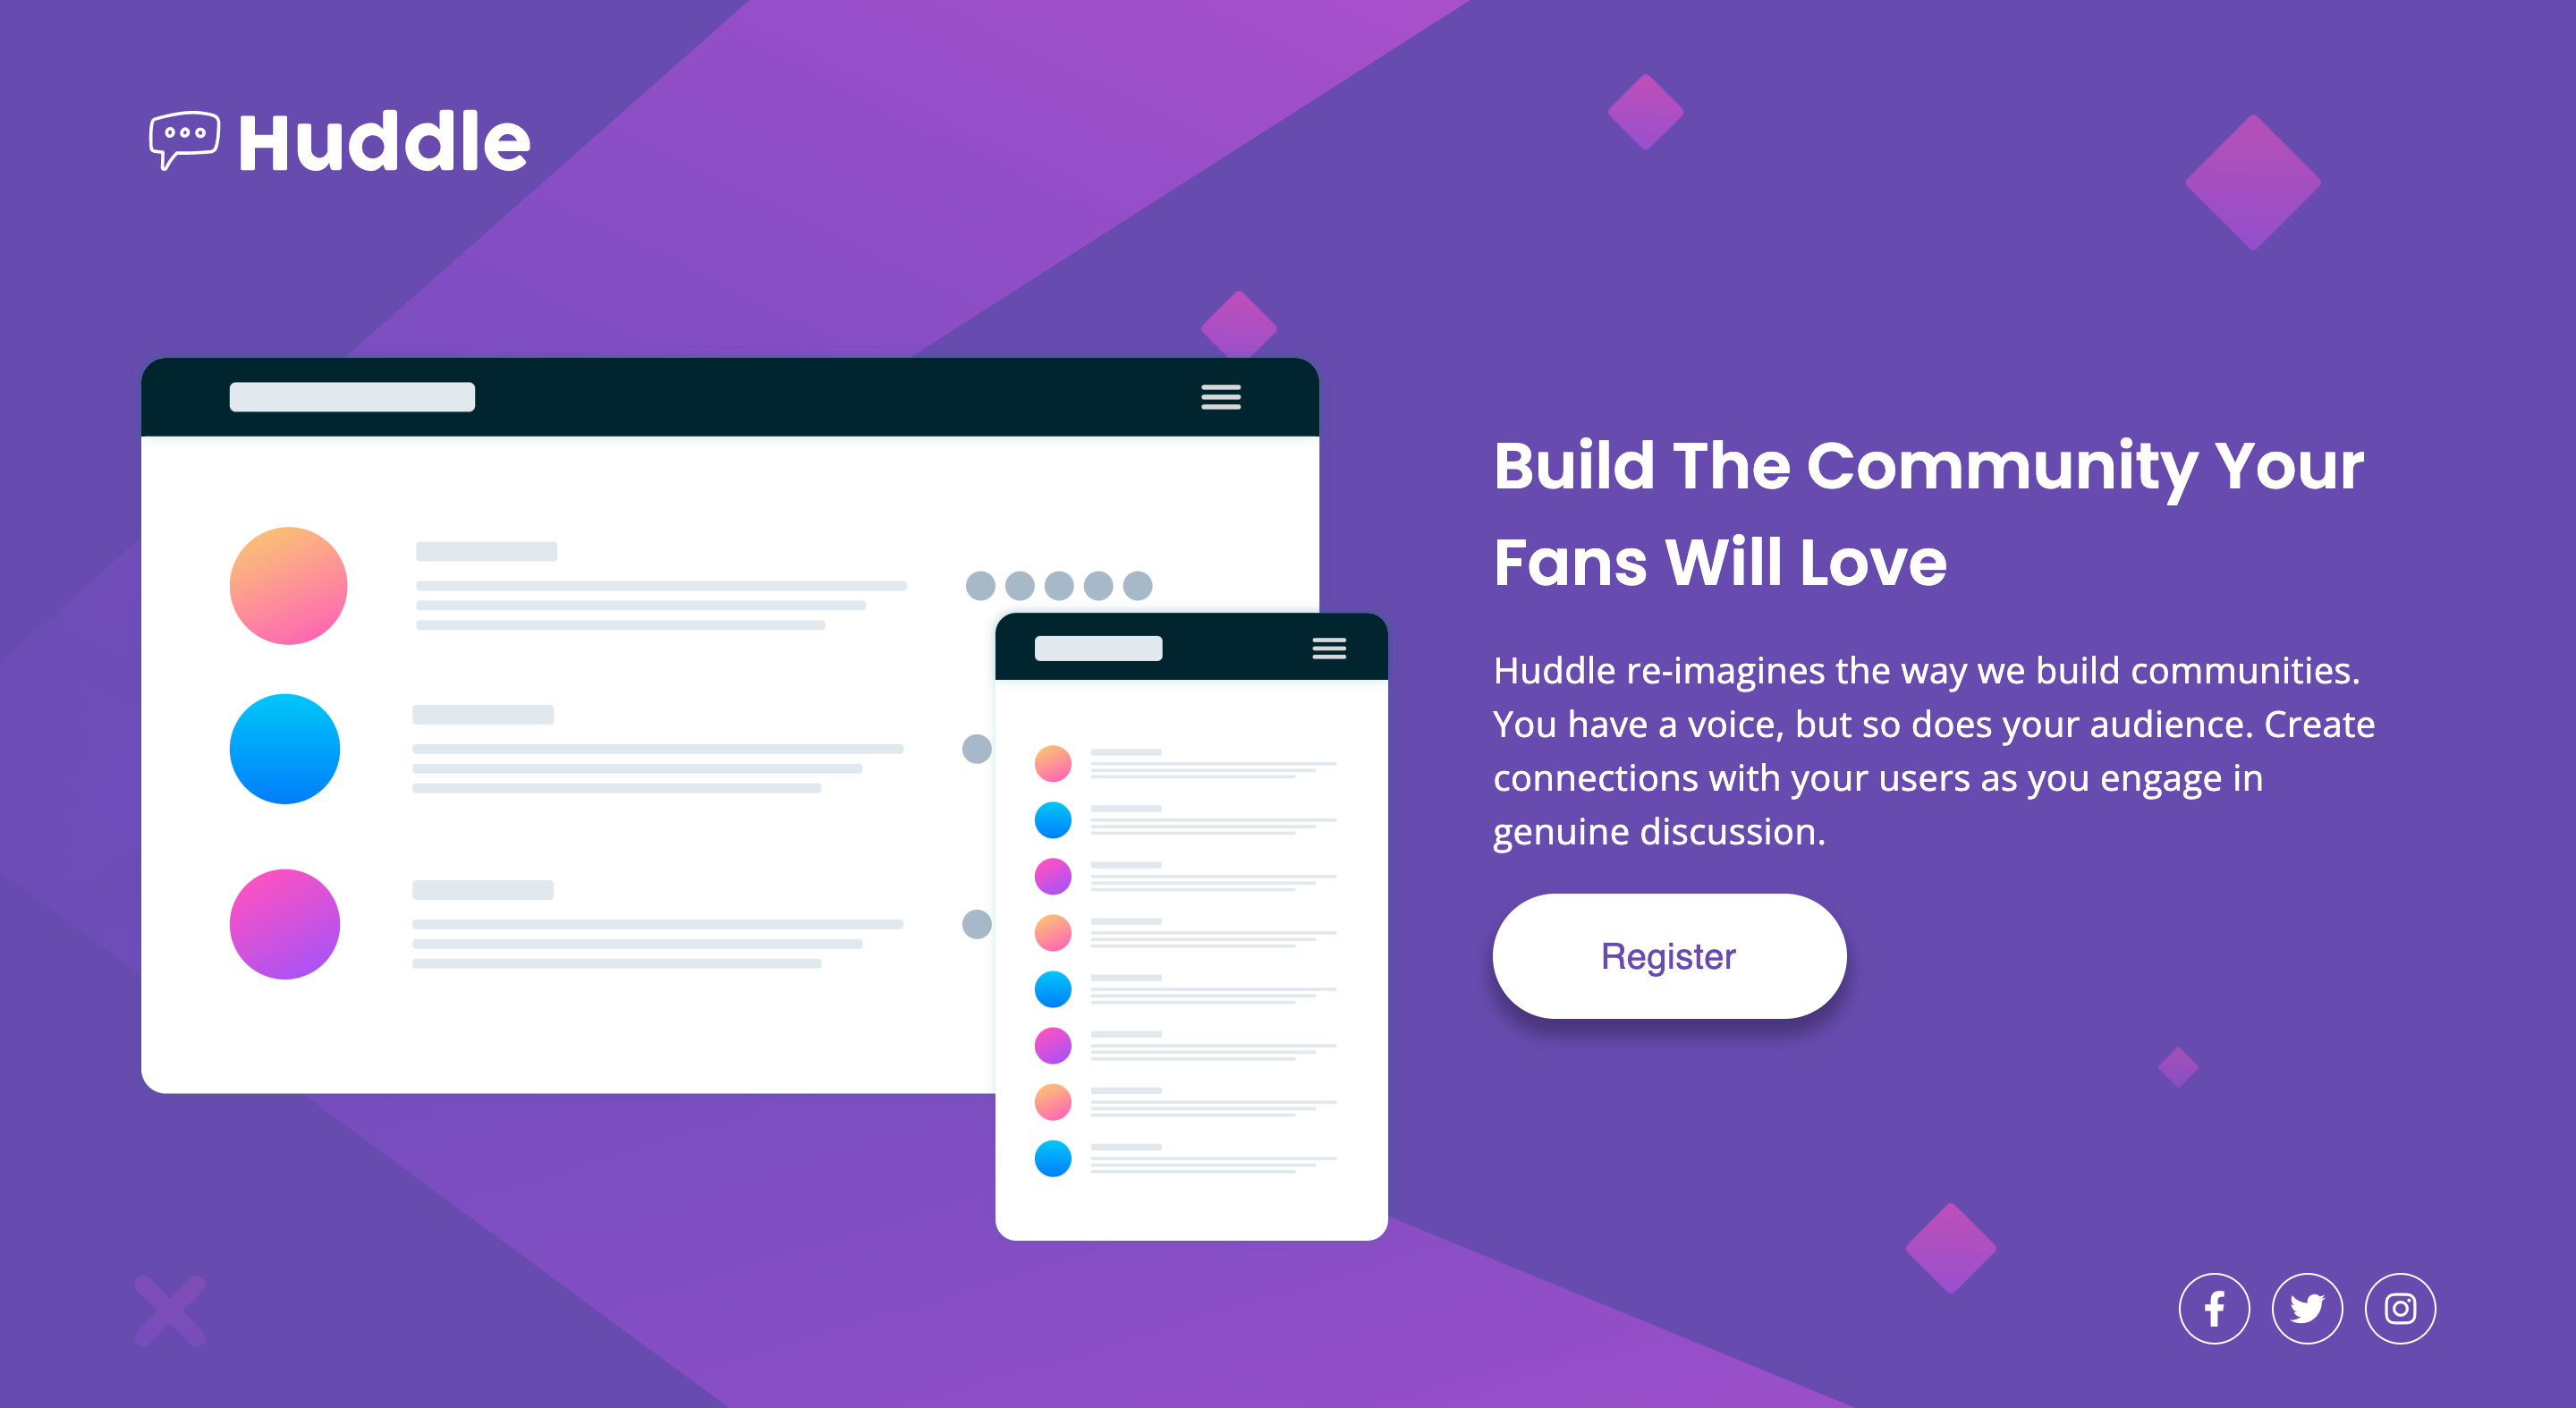 Huddle
Build The Community Your
Fans Will Love
Huddle re-imagines the way we build communities.
You have a voice, but so does your audience. Create
connections with your users as you engage in
genuine discussion.
Register